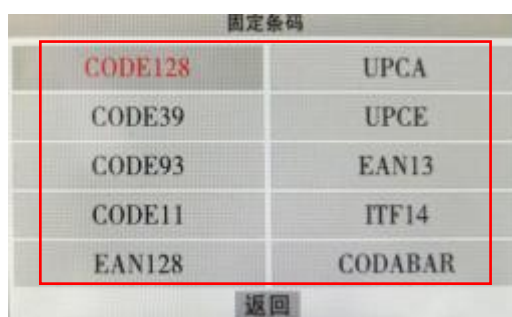 固定条码
CODE128 UPCA
CODE39 UPCE
CODE93 EAN13
CODE11 ITF14
EAN128 CODABAR
返回